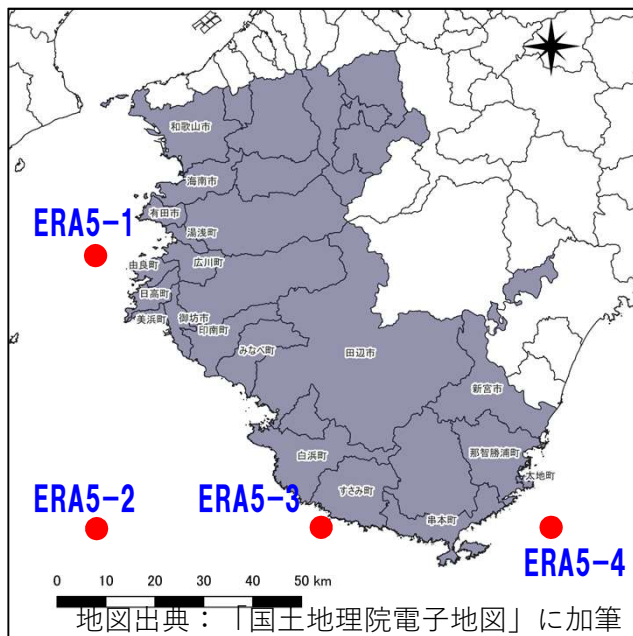 和歌山市
海南市
有田市
ERA5-1
湯浅町
由良町
広川町
日高町
美浜町
御坊市
印南町
みなべ町
田辺市
新宮市
白浜町
那智勝浦町
太地町
すさみ町
ERA5-2
ERA5-3
串本町
ERA5-4
0 10 20 30 40 50 km
地図出典：「国土地理院電子地図」に加筆